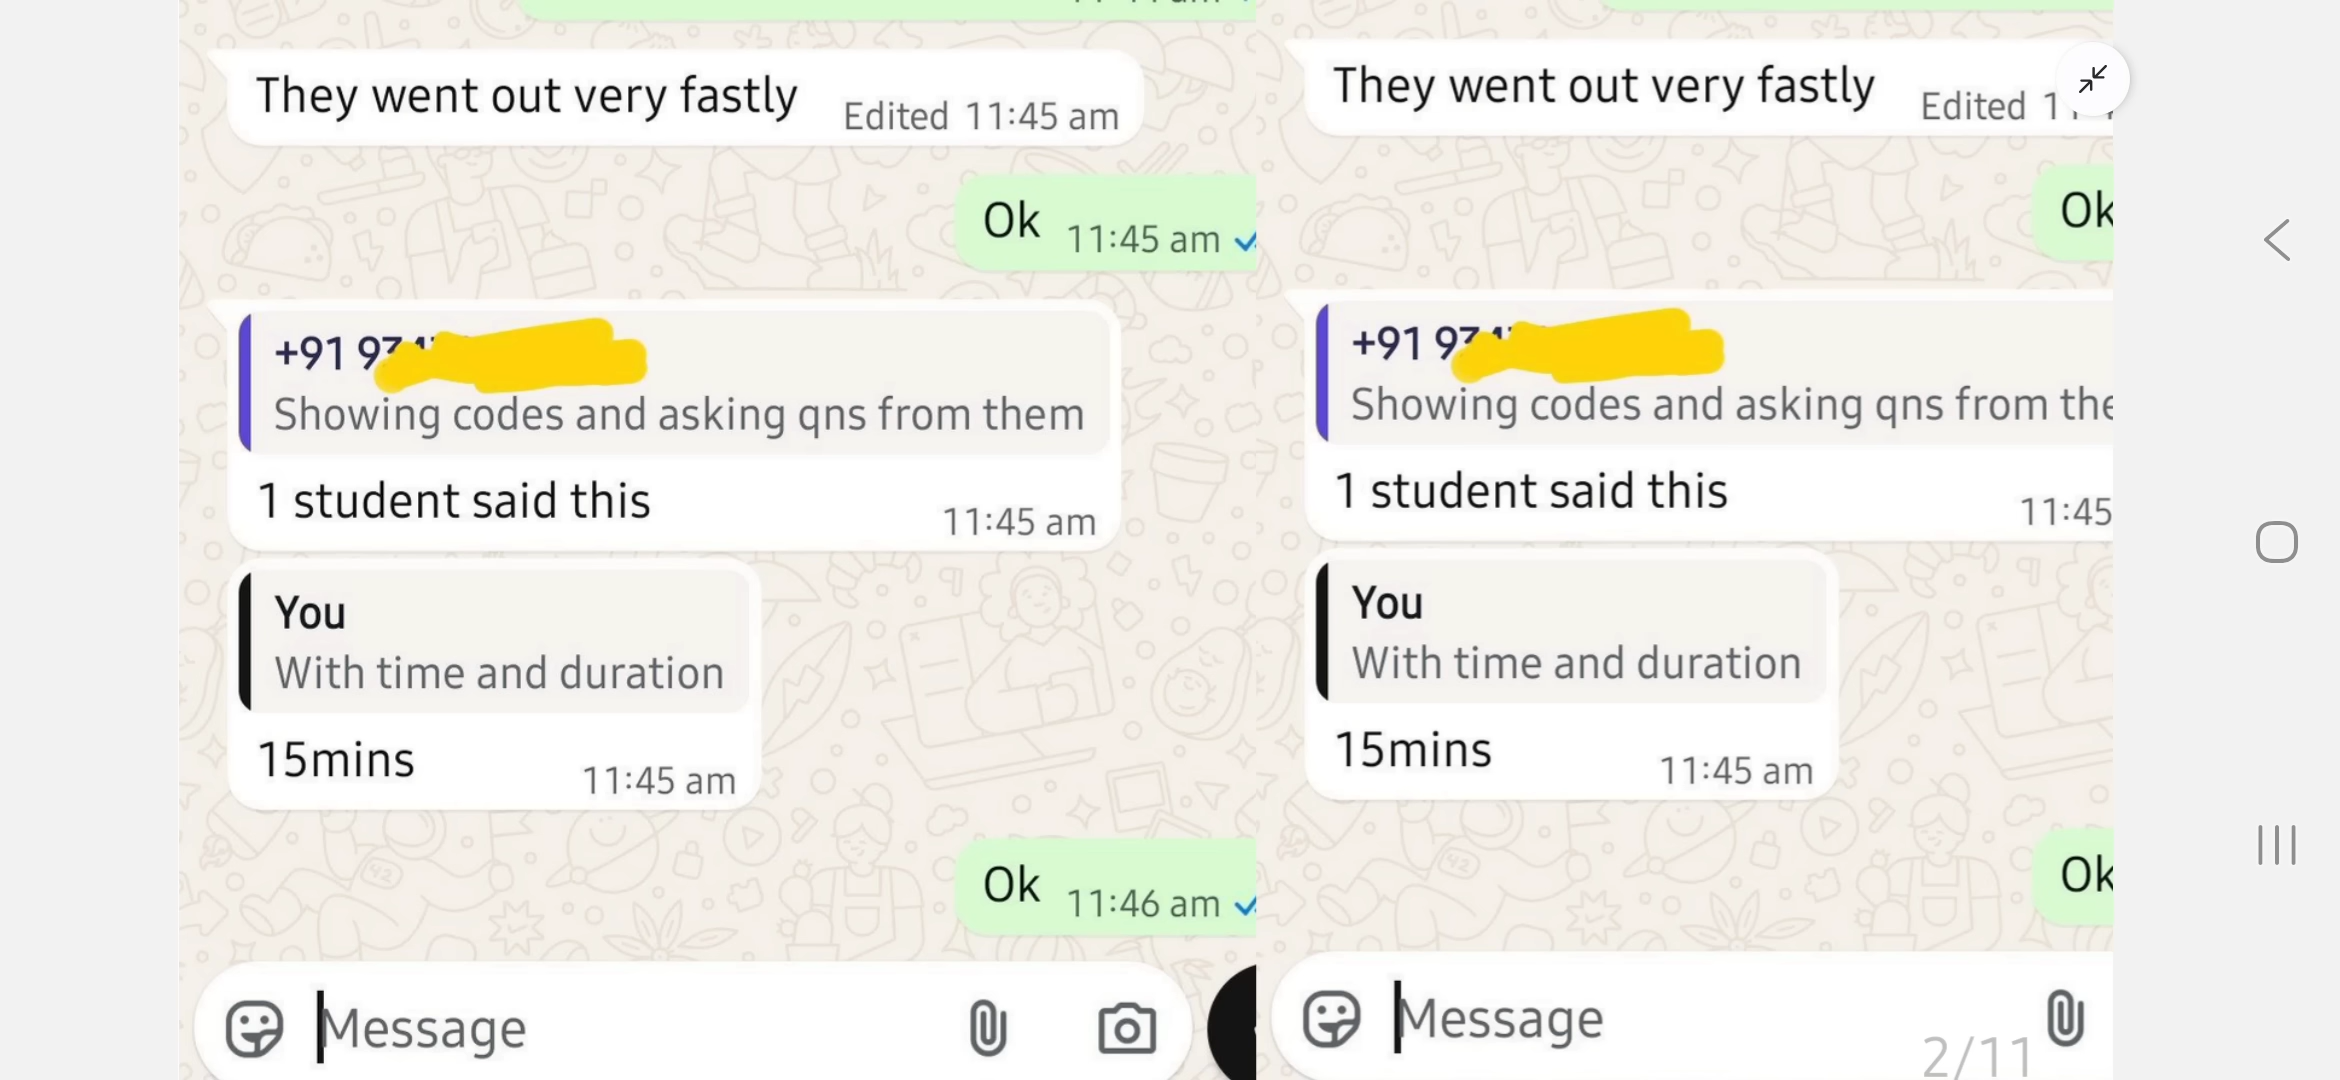 They went out very fastly
Edited 11:45 am
Ok 11:45 am
+91 9
Showing codes and asking qns from them
1 student said this
11:45 am
You
With time and duration
15mins
11:45 am
Ok 11:46 am
Message
They went out very fastly
Edited
Ok
+91 9
Showing codes and asking qns from the
1 student said this
11:45
You
With time and duration
15mins
11:45 am
Ok
Message
2/11